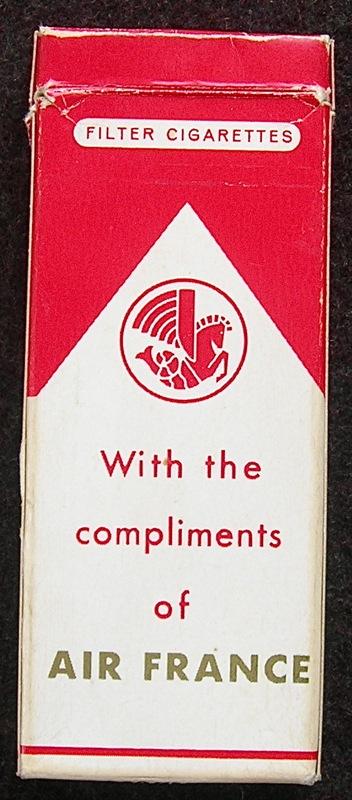 FILTER CIGARETTES
With the
compliments
of
AIR FRANCE